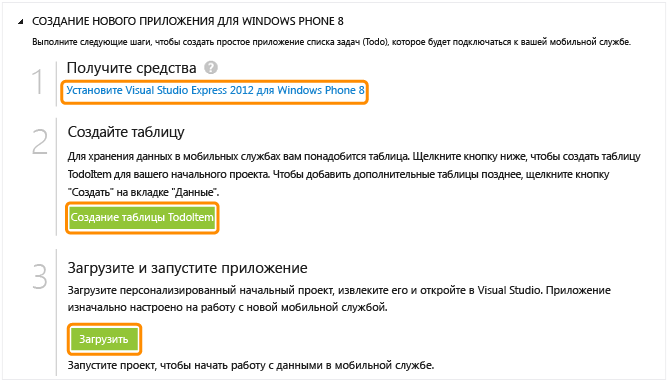 СОЗДАНИЕ НОВОГО ПРИЛОЖЕНИЯ ДЛЯ WINDOWS PHONE 8
Выполните следующие шаги, чтобы создать простое приложение списка задач (Todo), которое будет подключаться к вашей мобильной службе.
1 Получите средства ?
Установите Visual Studio Express 2012 для Windows Phone 8
2 Создайте таблицу
Для хранения данных в мобильных службах вам понадобится таблица. Щелкните кнопку ниже, чтобы создать таблицу
TodoItem для вашего начального проекта. Чтобы добавить дополнительные таблицы позднее, щелкните кнопку
"Создать" на вкладке "Данные".
Создание таблицы TodoItem
3 Загрузите и запустите приложение
Загрузите персонализированный начальный проект, извлеките его и откройте в Visual Studio. Приложение
изначально настроено на работу с новой мобильной службой.
Загрузить
Запустите проект, чтобы начать работу с данными в мобильной службе.